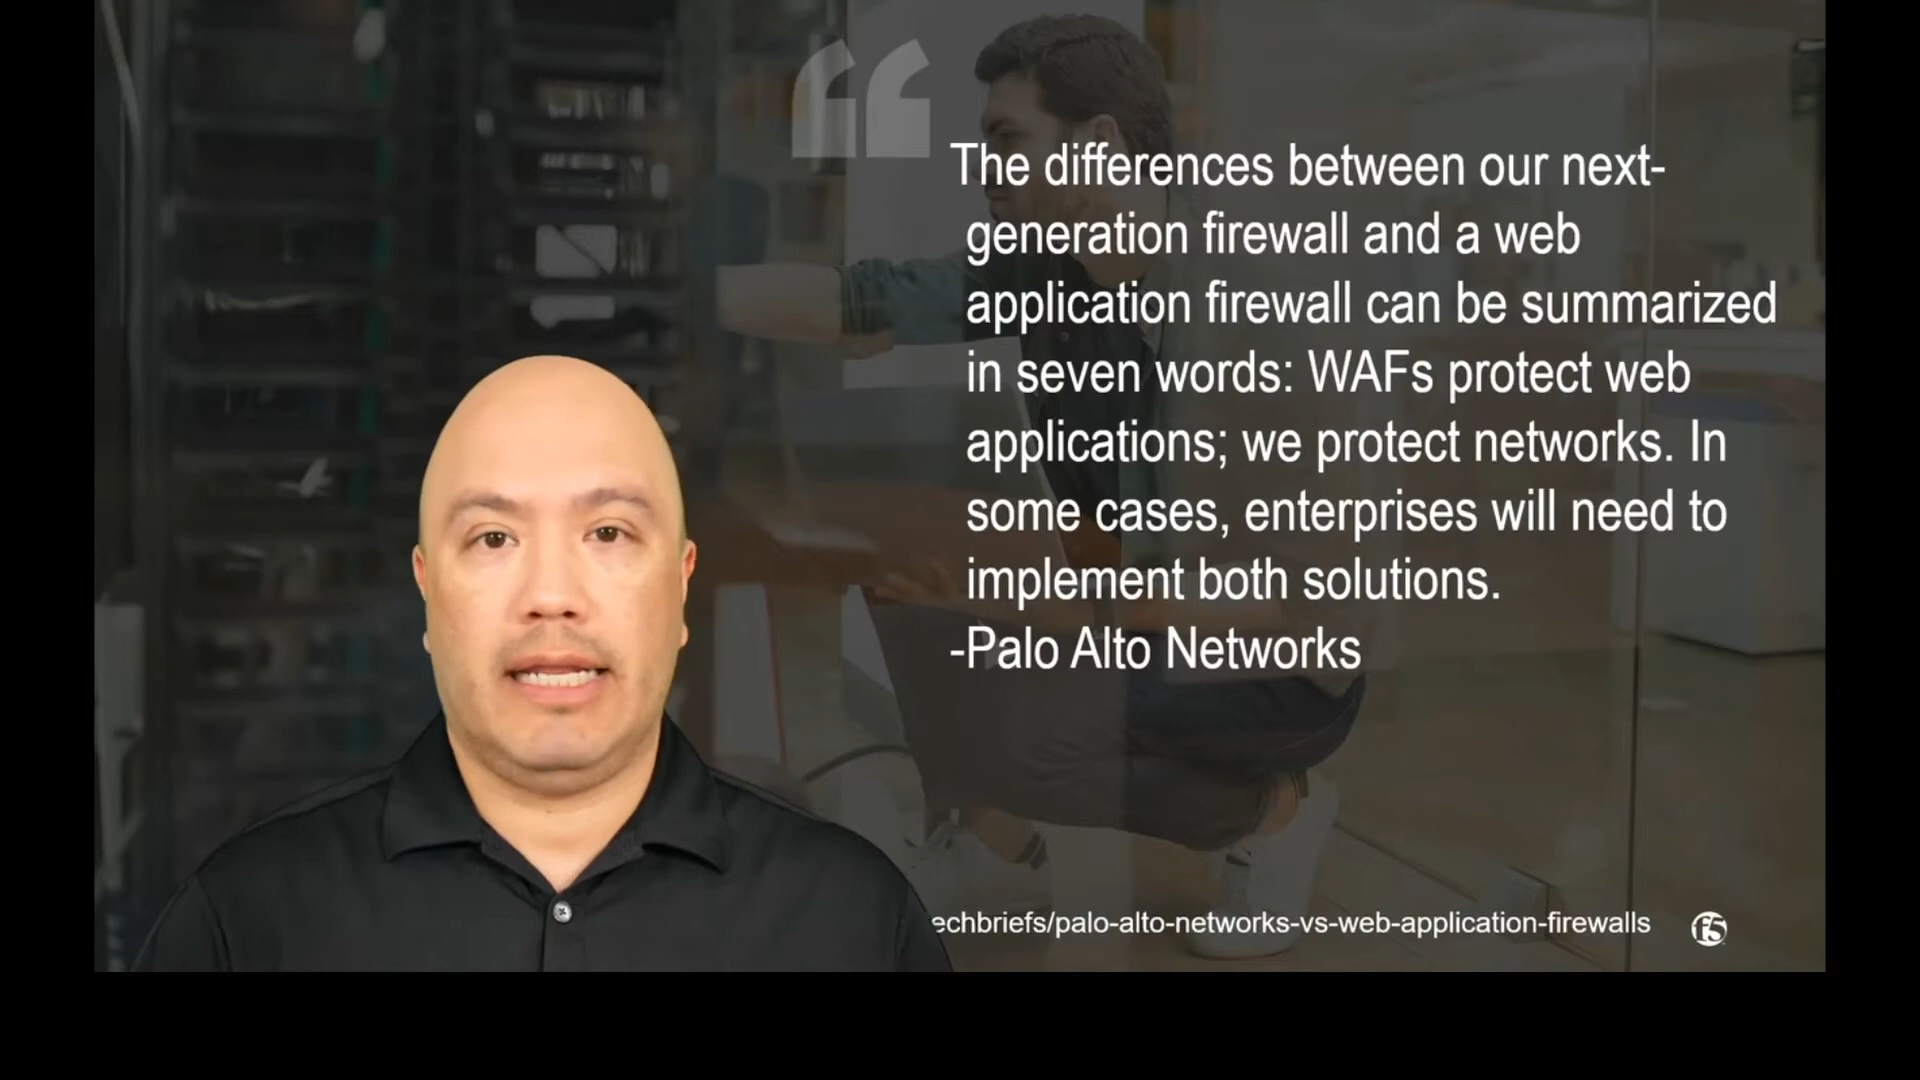 The differences between our next-
generation firewall and a web
application firewall can be summarized
in seven words: WAFs protect web
applications; we protect networks. In
some cases, enterprises will need to
implement both solutions.
-Palo Alto Networks
echbriefs/palo-alto-networks-vs-web-application-firewalls
f5